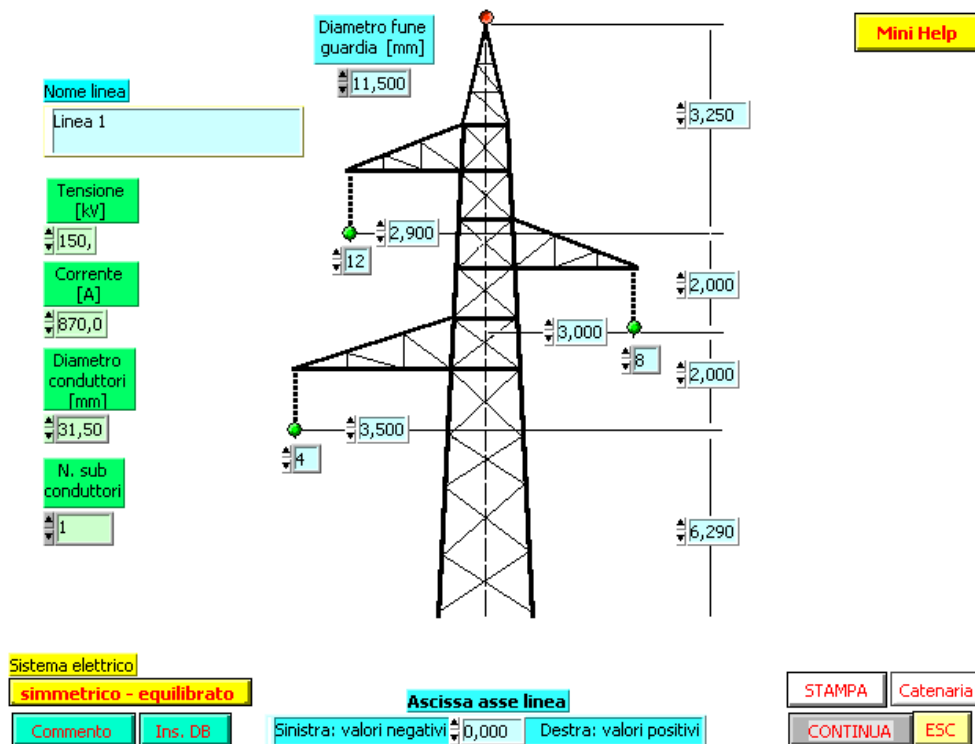 Diametro fune
guardia [mm]
11,500
Mini Help
Nome linea
Linea 1
3,250
Tensione
[kV]
150,
2,900
12
Corrente
[A]
870,0
2,000
3,000
8
Diametro
conduttori
[mm]
31,50
2,000
3,500
4
N. sub
conduttori
1
6,290
Sistema elettrico
simmetrico - equilibrato
Commento
Ins. DB
Ascissa asse linea
Sinistra: valori negativi
0,000
Destra: valori positivi
STAMPA
Catenaria
CONTINUA
ESC